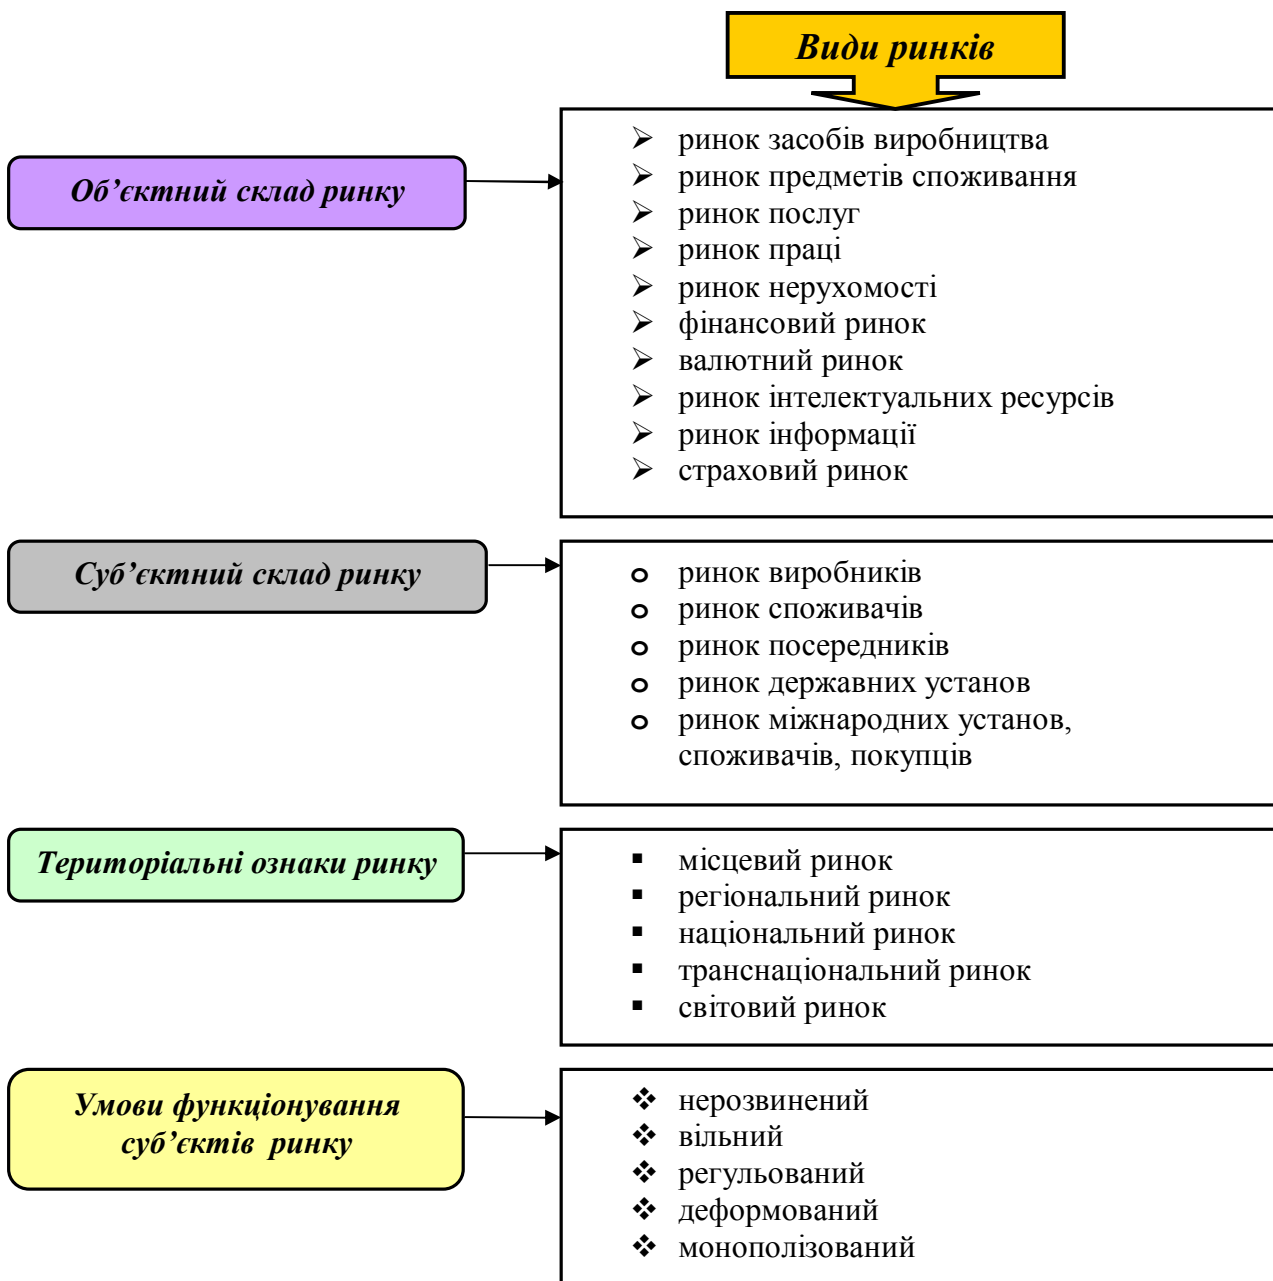 Види ринків
Об’єктний склад ринку
ринок засобів виробництва
ринок предметів споживання
ринок послуг
ринок праці
ринок нерухомості
фінансовий ринок
валютний ринок
ринок інтелектуальних ресурсів
ринок інформації
страховий ринок
Суб’єктний склад ринку
ринок виробників
ринок споживачів
ринок посередників
ринок державних установ
ринок міжнародних установ,
споживачів, покупців
Територіальні ознаки ринку
місцевий ринок
регіональний ринок
національний ринок
транснаціональний ринок
світовий ринок
Умови функціонування
суб’єктів ринку
нерозвинений
вільний
регульований
деформований
монополізований